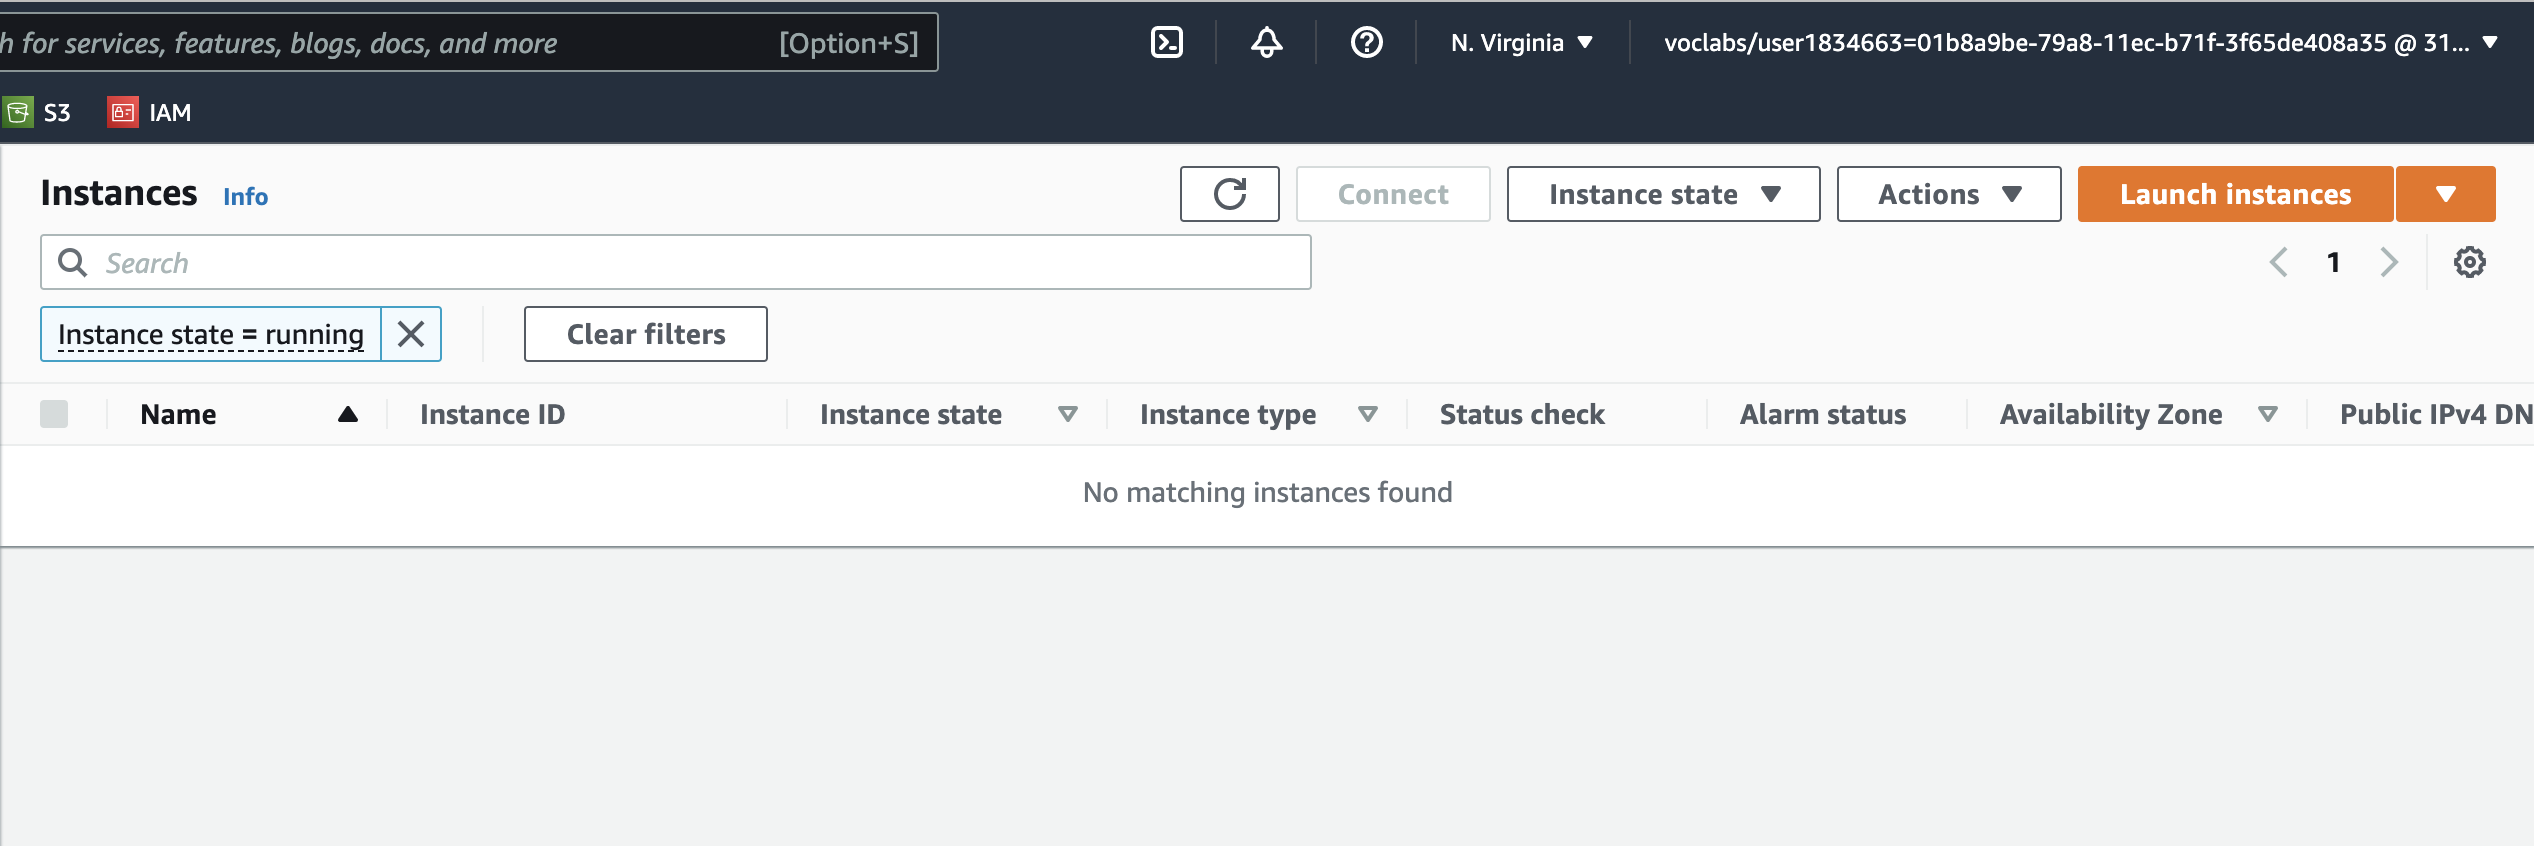 h for services, features, blogs, docs, and more [Option+S] N. Virginia voclabs/user1834663=01b8a9be-79a8-11ec-b71f-3f65de408a35 @ 31...
S3 IAM
Instances Info Connect Instance state Actions Launch instances
Search 1
Instance state = running Clear filters
Name Instance ID Instance state Instance type Status check Alarm status Availability Zone Public IPv4 DN
No matching instances found